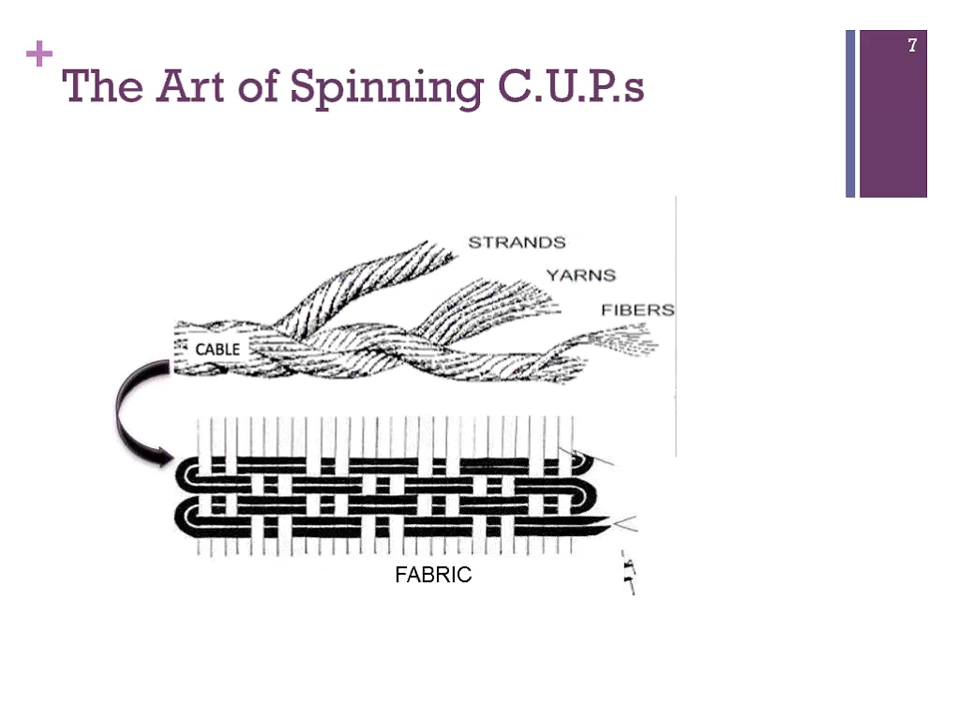 +
The Art of Spinning C.U.P.s
7
STRANDS
YARNS
FIBERS
CABLE
FABRIC